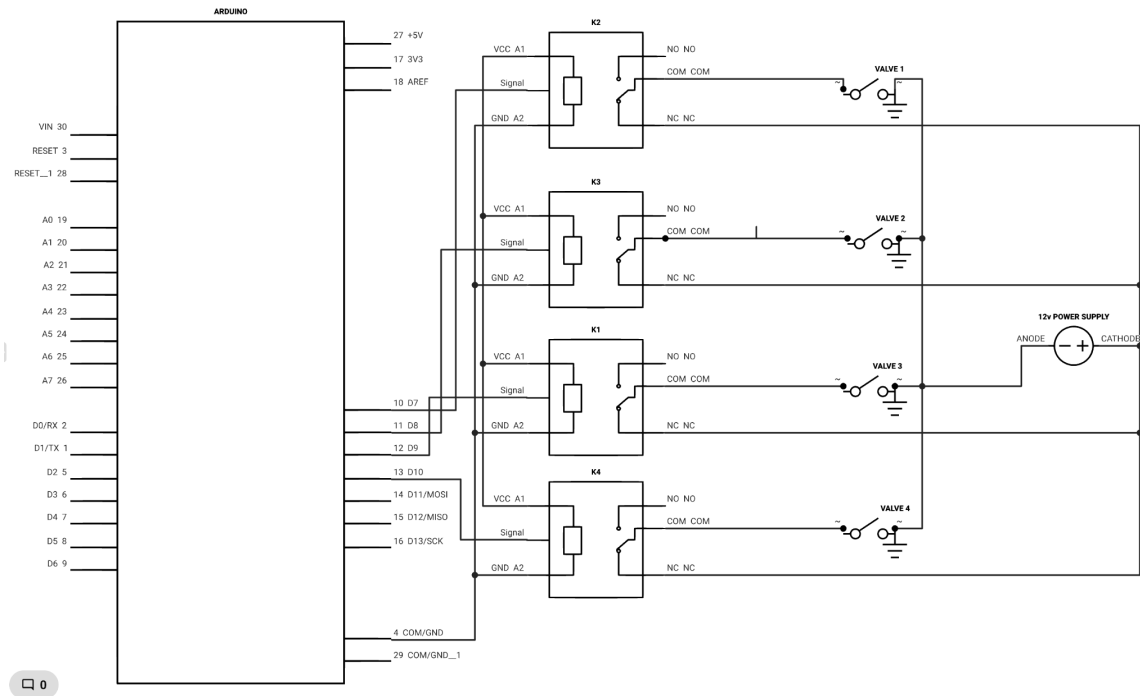 ARDUINO
27 +5V
17 3V3
18 AREF
VIN 30
RESET 3
RESET__1 28
A0 19
A1 20
A2 21
A3 22
A4 23
A5 24
A6 25
A7 26
D0/RX 2
D1/TX 1
D2 5
D3 6
D4 7
D5 8
D6 9
10 D7
11 D8
12 D9
13 D10
14 D11/MOSI
15 D12/MISO
16 D13/SCK
4 COM/GND
29 COM/GND__1
K2
VCC A1
Signal
GND A2
NO NO
COM COM
NC NC
VALVE 1
~ ~
K3
VCC A1
Signal
GND A2
NO NO
COM COM
NC NC
VALVE 2
~ ~
K1
VCC A1
Signal
GND A2
NO NO
COM COM
NC NC
VALVE 3
~ ~
K4
VCC A1
Signal
GND A2
NO NO
COM COM
NC NC
VALVE 4
~ ~
12v POWER SUPPLY
ANODE
CATHODE
0